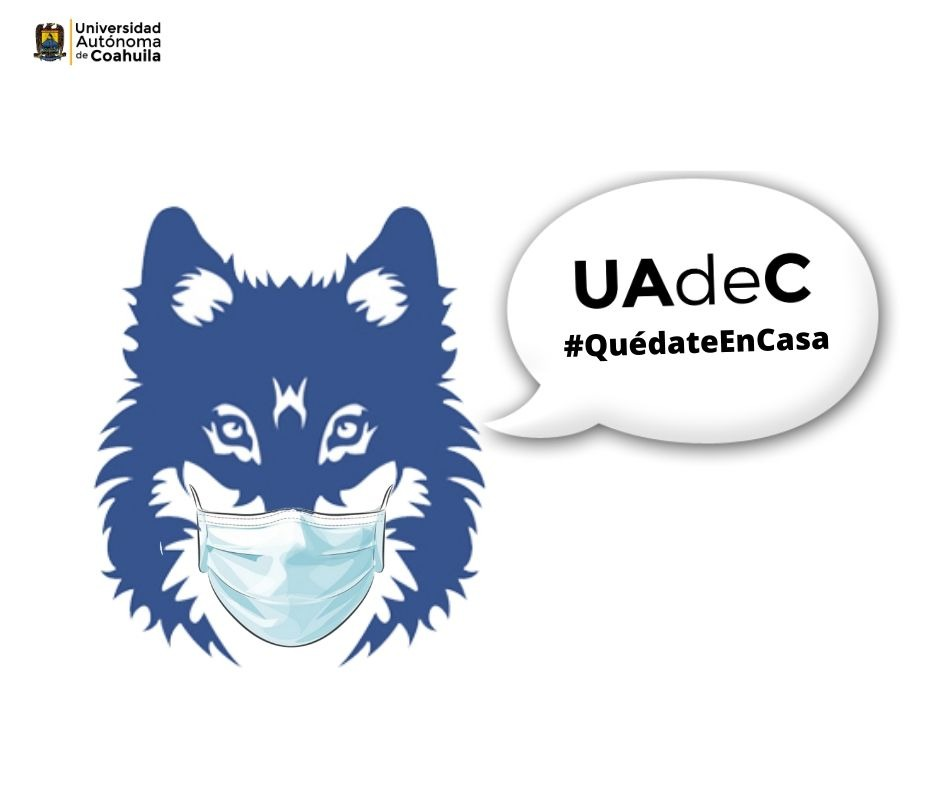 Universidad
Autónoma
de Coahuila
UAdeC
#QuédateEnCasa